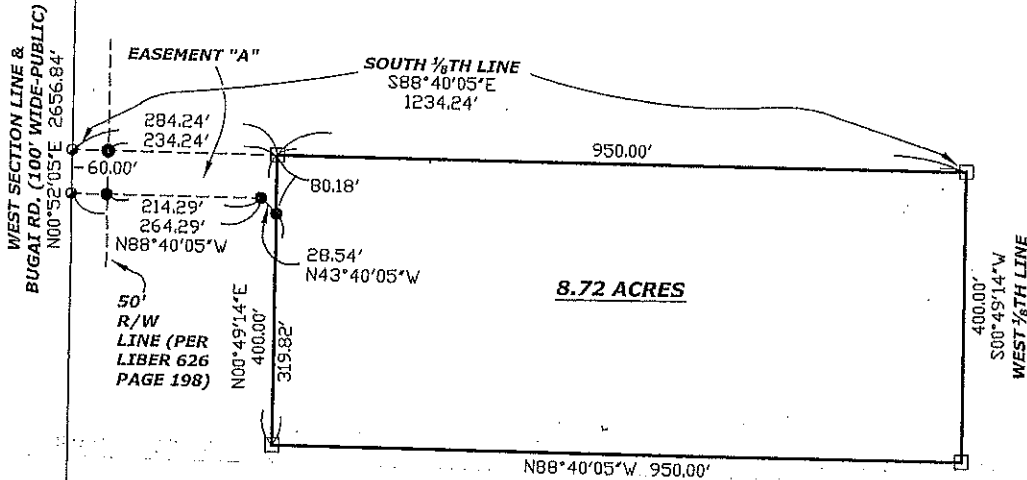 WEST SECTION LINE &
BUGAI RD. (100' WIDE-PUBLIC)
N00°52'05"E 2656.84'
EASEMENT "A"
SOUTH ⅛TH LINE
S88°40'05"E
1234.24'
284.24'
234.24'
60.00'
950.00'
80.18'
214.29'
264.29'
N88°40'05"W
28.54'
N43°40'05"W
50'
R/W
LINE (PER
LIBER 626
PAGE 198)
N00°49'14"E
400.00'
319.82'
8.72 ACRES
400.00'
S00°49'14"W
WEST ⅛TH LINE
N88°40'05"W 950.00'